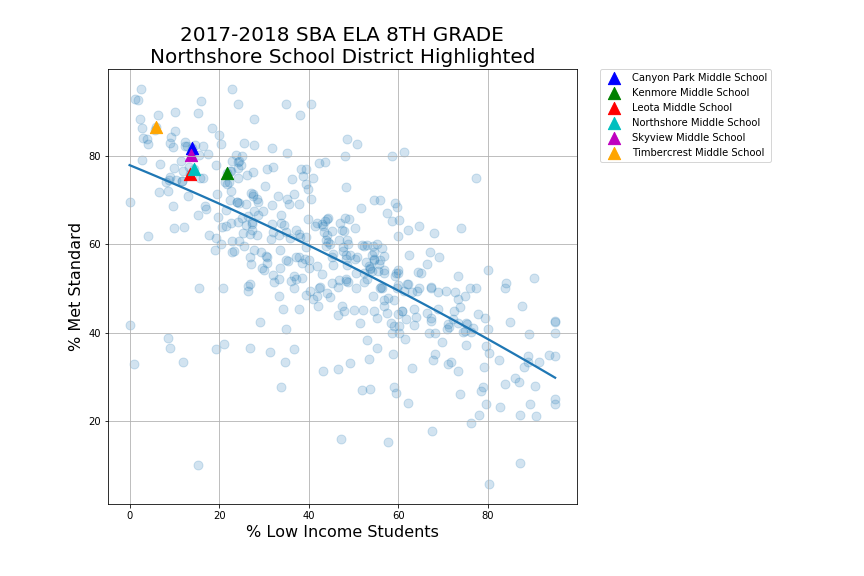 2017-2018 SBA ELA 8TH GRADE
Northshore School District Highlighted
Canyon Park Middle School
Kenmore Middle School
Leota Middle School
Northshore Middle School
Skyview Middle School
Timbercrest Middle School
% Met Standard
80
60
40
20
0 20 40 60 80
% Low Income Students